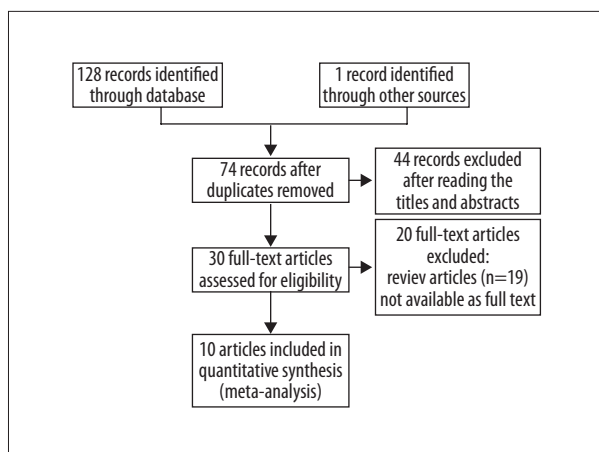 128 records identified
through database
1 record identified
through other sources
74 records after
duplicates removed
44 records excluded
after reading the
titles and abstracts
30 full-text articles
assessed for eligibility
20 full-text articles
excluded:
reviev articles (n=19)
not available as full text
10 articles included in
quantitative synthesis
(meta-analysis)